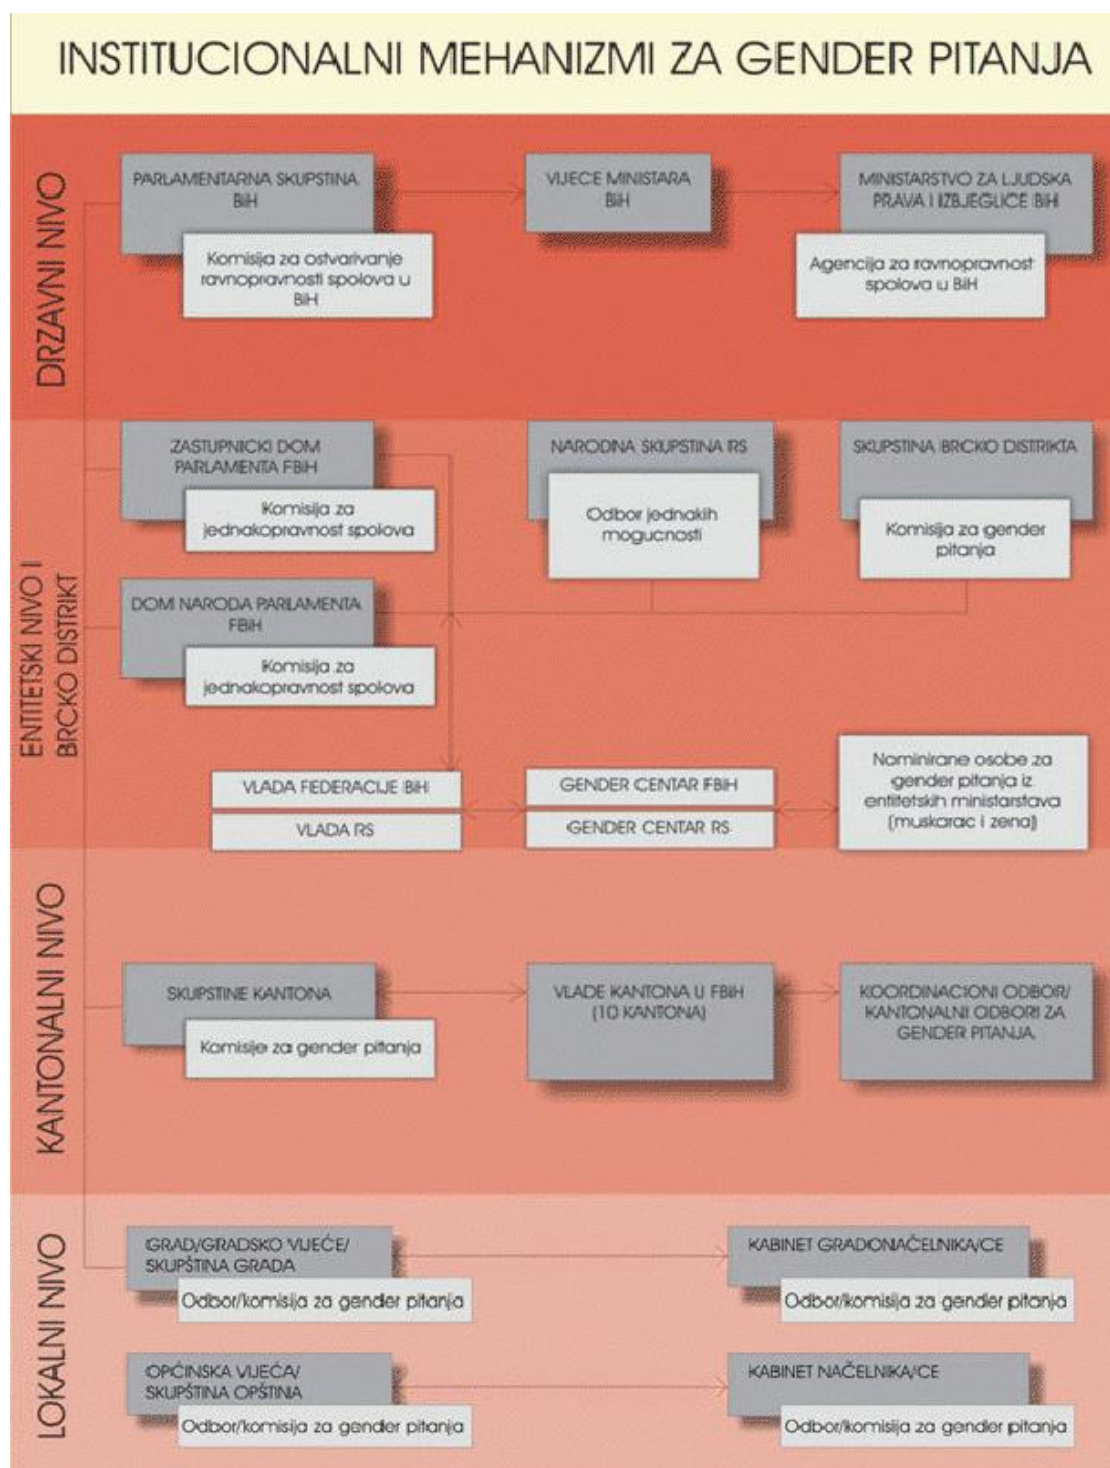 INSTITUCIONALNI MEHANIZMI ZA GENDER PITANJA
DRZAVNI NIVO
PARLAMENTARNA SKUPSTINA
BiH
Komisija za ostvarivanje
ravnopravnosti spolova u
BiH
VIJECE MINISTARA
BiH
MINISTARSTVO ZA LJUDSKA
PRAVA I IZBJEGLICE BIH
Agencija za ravnopravnost
spolova u BiH
ENTITETSKI NIVO I
BRCKO DISTRIKT
ZASTUPNICKI DOM
PARLAMENTA FBiH
Komisija za
jednakopravnost spolova
NARODNA SKUPSTINA RS
Odbor jednakih
mogucnosti
SKUPSTINA BRCKO DISTRIKTA
Komisija za gender
pitanja
DOM NARODA PARLAMENTA
FBiH
Komisija za
jednakopravnost spolova
VLADA FEDERACIJE BiH
VLADA RS
GENDER CENTAR FBiH
GENDER CENTAR RS
Nominirane osobe za
gender pitanja iz
entitetskih ministarstava
(muskarac i zena)
KANTONALNI NIVO
SKUPSTINE KANTONA
Komisije za gender pitanja
VLADE KANTONA U FBiH
(10 KANTONA)
KOORDINACIONI ODBOR/
KANTONALNI ODBORI ZA
GENDER PITANJA.
LOKALNI NIVO
GRAD/GRADSKO VIJEĆE/
SKUPŠTINA GRADA
Odbor/komisija za gender pitanja
KABINET GRADONAČELNIKA/CE
Odbor/komisija za gender pitanja
OPĆINSKA VIJEĆA/
SKUPŠTINA OPŠTINA
Odbor/komisija za gender pitanja
KABINET NAČELNIKA/CE
Odbor/komisija za gender pitanja